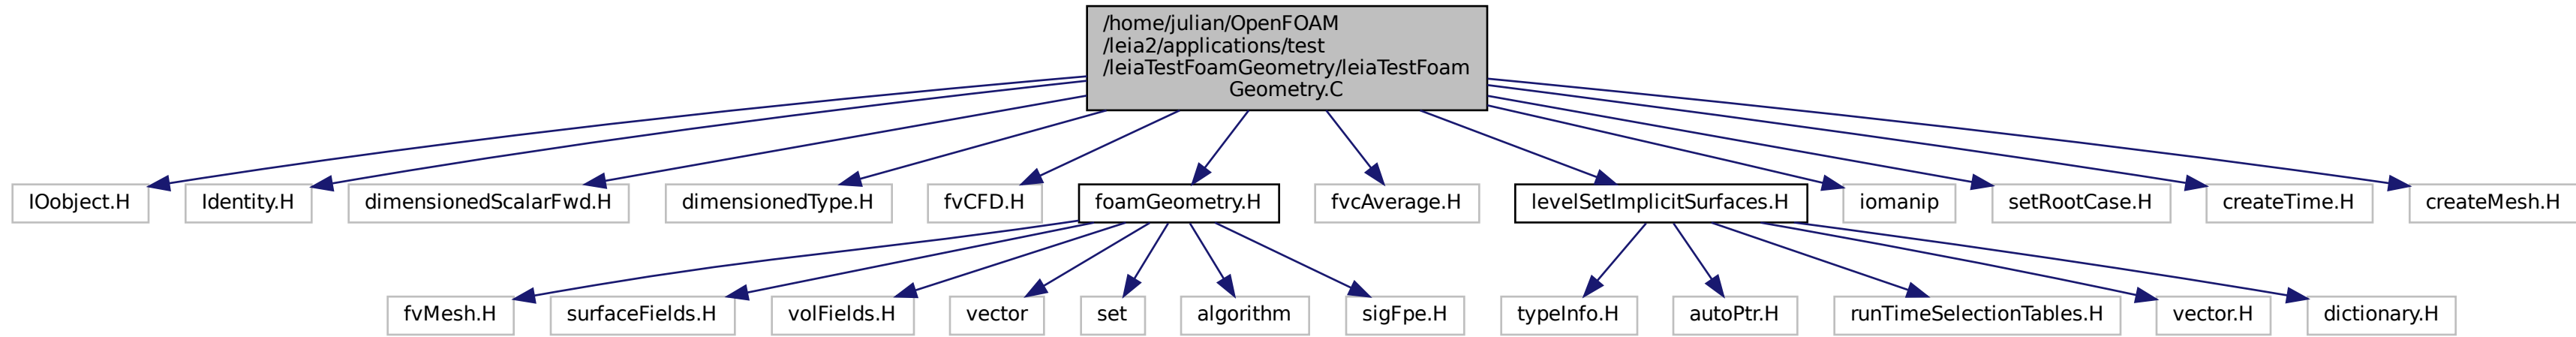 /home/julian/OpenFOAM
/leia2/applications/test
/leiaTestFoamGeometry/leiaTestFoam
Geometry.C
IOobject.H
Identity.H
dimensionedScalarFwd.H
dimensionedType.H
fvCFD.H
foamGeometry.H
fvcAverage.H
levelSetImplicitSurfaces.H
iomanip
setRootCase.H
createTime.H
createMesh.H
fvMesh.H
surfaceFields.H
volFields.H
vector
set
algorithm
sigFpe.H
typeInfo.H
autoPtr.H
runTimeSelectionTables.H
vector.H
dictionary.H